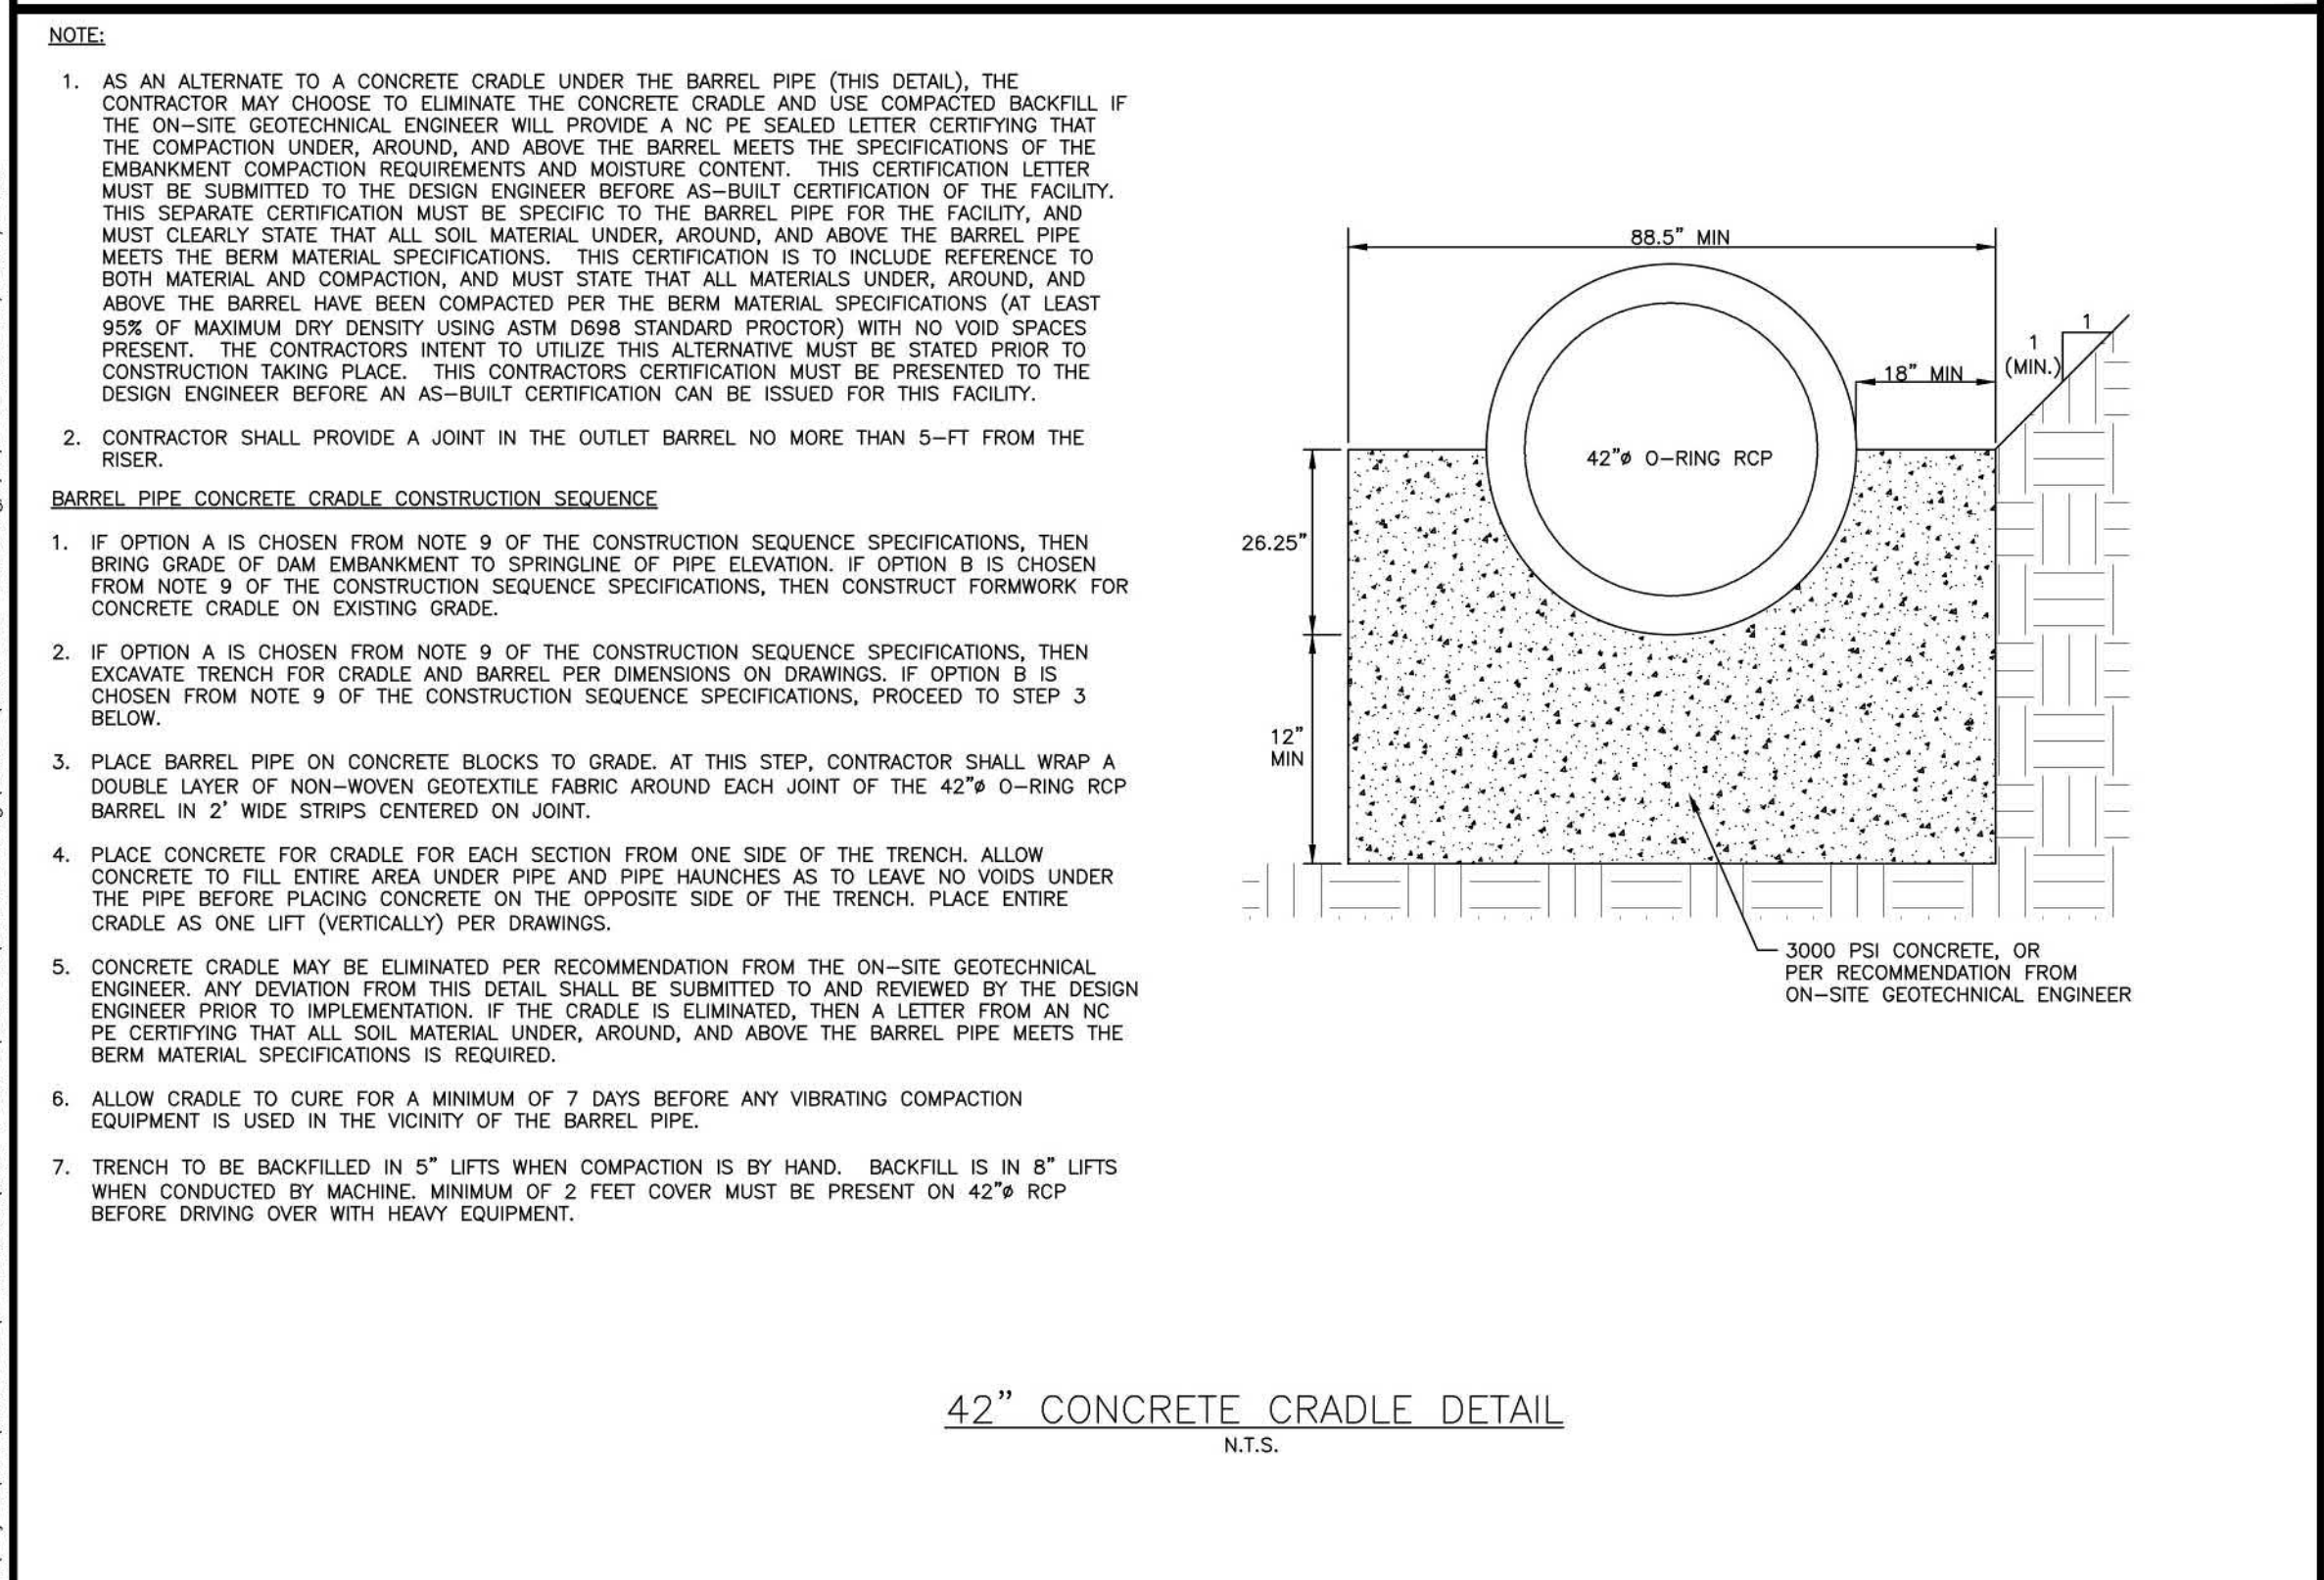 NOTE:
1. AS AN ALTERNATE TO A CONCRETE CRADLE UNDER THE BARREL PIPE (THIS DETAIL), THE
CONTRACTOR MAY CHOOSE TO ELIMINATE THE CONCRETE CRADLE AND USE COMPACTED BACKFILL IF
THE ON-SITE GEOTECHNICAL ENGINEER WILL PROVIDE A NC PE SEALED LETTER CERTIFYING THAT
THE COMPACTION UNDER, AROUND, AND ABOVE THE BARREL MEETS THE SPECIFICATIONS OF THE
EMBANKMENT COMPACTION REQUIREMENTS AND MOISTURE CONTENT. THIS CERTIFICATION LETTER
MUST BE SUBMITTED TO THE DESIGN ENGINEER BEFORE AS-BUILT CERTIFICATION OF THE FACILITY.
THIS SEPARATE CERTIFICATION MUST BE SPECIFIC TO THE BARREL PIPE FOR THE FACILITY, AND
MUST CLEARLY STATE THAT ALL SOIL MATERIAL UNDER, AROUND, AND ABOVE THE BARREL PIPE
MEETS THE BERM MATERIAL SPECIFICATIONS. THIS CERTIFICATION IS TO INCLUDE REFERENCE TO
BOTH MATERIAL AND COMPACTION, AND MUST STATE THAT ALL MATERIALS UNDER, AROUND, AND
ABOVE THE BARREL HAVE BEEN COMPACTED PER THE BERM MATERIAL SPECIFICATIONS (AT LEAST
95% OF MAXIMUM DRY DENSITY USING ASTM D698 STANDARD PROCTOR) WITH NO VOID SPACES
PRESENT. THE CONTRACTORS INTENT TO UTILIZE THIS ALTERNATIVE MUST BE STATED PRIOR TO
CONSTRUCTION TAKING PLACE. THIS CONTRACTORS CERTIFICATION MUST BE PRESENTED TO THE
DESIGN ENGINEER BEFORE AN AS-BUILT CERTIFICATION CAN BE ISSUED FOR THIS FACILITY.
2. CONTRACTOR SHALL PROVIDE A JOINT IN THE OUTLET BARREL NO MORE THAN 5-FT FROM THE
RISER.
BARREL PIPE CONCRETE CRADLE CONSTRUCTION SEQUENCE
1. IF OPTION A IS CHOSEN FROM NOTE 9 OF THE CONSTRUCTION SEQUENCE SPECIFICATIONS, THEN
BRING GRADE OF DAM EMBANKMENT TO SPRINGLINE OF PIPE ELEVATION. IF OPTION B IS CHOSEN
FROM NOTE 9 OF THE CONSTRUCTION SEQUENCE SPECIFICATIONS, THEN CONSTRUCT FORMWORK FOR
CONCRETE CRADLE ON EXISTING GRADE.
2. IF OPTION A IS CHOSEN FROM NOTE 9 OF THE CONSTRUCTION SEQUENCE SPECIFICATIONS, THEN
EXCAVATE TRENCH FOR CRADLE AND BARREL PER DIMENSIONS ON DRAWINGS. IF OPTION B IS
CHOSEN FROM NOTE 9 OF THE CONSTRUCTION SEQUENCE SPECIFICATIONS, PROCEED TO STEP 3
BELOW.
3. PLACE BARREL PIPE ON CONCRETE BLOCKS TO GRADE. AT THIS STEP, CONTRACTOR SHALL WRAP A
DOUBLE LAYER OF NON-WOVEN GEOTEXTILE FABRIC AROUND EACH JOINT OF THE 42"ø O-RING RCP
BARREL IN 2' WIDE STRIPS CENTERED ON JOINT.
4. PLACE CONCRETE FOR CRADLE FOR EACH SECTION FROM ONE SIDE OF THE TRENCH. ALLOW
CONCRETE TO FILL ENTIRE AREA UNDER PIPE AND PIPE HAUNCHES AS TO LEAVE NO VOIDS UNDER
THE PIPE BEFORE PLACING CONCRETE ON THE OPPOSITE SIDE OF THE TRENCH. PLACE ENTIRE
CRADLE AS ONE LIFT (VERTICALLY) PER DRAWINGS.
5. CONCRETE CRADLE MAY BE ELIMINATED PER RECOMMENDATION FROM THE ON-SITE GEOTECHNICAL
ENGINEER. ANY DEVIATION FROM THIS DETAIL SHALL BE SUBMITTED TO AND REVIEWED BY THE DESIGN
ENGINEER PRIOR TO IMPLEMENTATION. IF THE CRADLE IS ELIMINATED, THEN A LETTER FROM AN NC
PE CERTIFYING THAT ALL SOIL MATERIAL UNDER, AROUND, AND ABOVE THE BARREL PIPE MEETS THE
BERM MATERIAL SPECIFICATIONS IS REQUIRED.
6. ALLOW CRADLE TO CURE FOR A MINIMUM OF 7 DAYS BEFORE ANY VIBRATING COMPACTION
EQUIPMENT IS USED IN THE VICINITY OF THE BARREL PIPE.
7. TRENCH TO BE BACKFILLED IN 5" LIFTS WHEN COMPACTION IS BY HAND. BACKFILL IS IN 8" LIFTS
WHEN CONDUCTED BY MACHINE. MINIMUM OF 2 FEET COVER MUST BE PRESENT ON 42"ø RCP
BEFORE DRIVING OVER WITH HEAVY EQUIPMENT.
88.5" MIN
1
1
(MIN.)
18" MIN
42"ø O-RING RCP
26.25"
12"
MIN
3000 PSI CONCRETE, OR
PER RECOMMENDATION FROM
ON-SITE GEOTECHNICAL ENGINEER
42" CONCRETE CRADLE DETAIL
N.T.S.